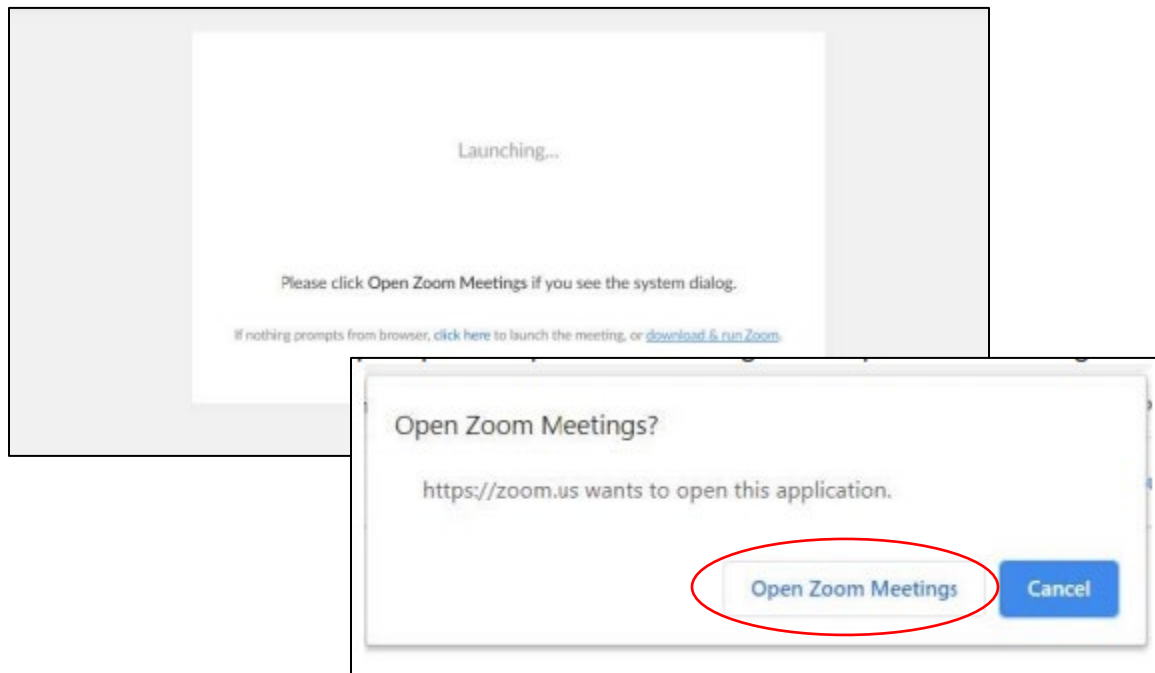 Launching...
Please click Open Zoom Meetings if you see the system dialog.
If nothing prompts from browser, click here to launch the meeting, or download & run Zoom.
Open Zoom Meetings?
https://zoom.us wants to open this application.
Open Zoom Meetings
Cancel